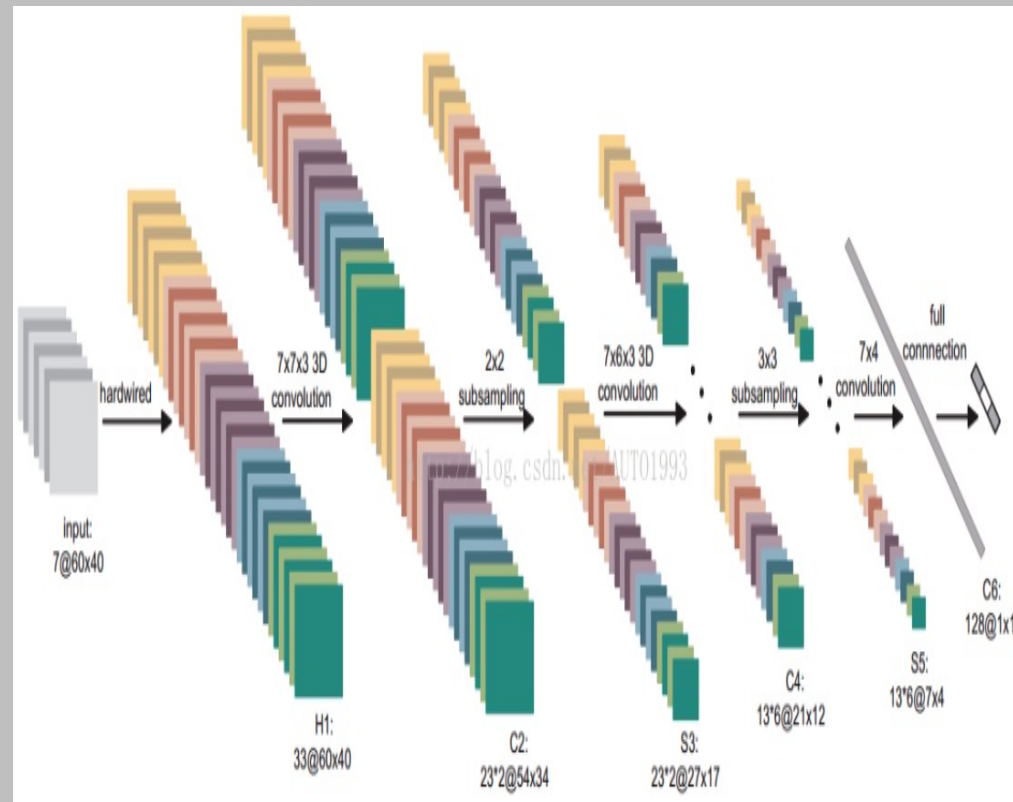 hardwired
7x7x3 3D
convolution
2x2
subsampling
7x6x3 3D
convolution
3x3
subsampling
7x4
convolution
full
connnection
input:
7@60x40
H1:
33@60x40
C2:
23*2@54x34
S3:
23*2@27x17
C4:
13*6@21x12
S5:
13*6@7x4
C6:
128@1x1